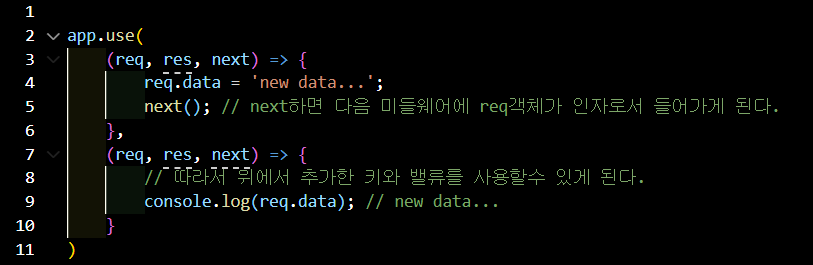 1
2 app.use(
3 (req, res, next) => {
4 req.data = 'new data...';
5 next(); // next하면 다음 미들웨어에 req객체가 인자로서 들어가게 된다.
6 },
7 (req, res, next) => {
8 // 따라서 위에서 추가한 키와 밸류를 사용할수 있게 된다.
9 console.log(req.data); // new data...
10 }
11 )